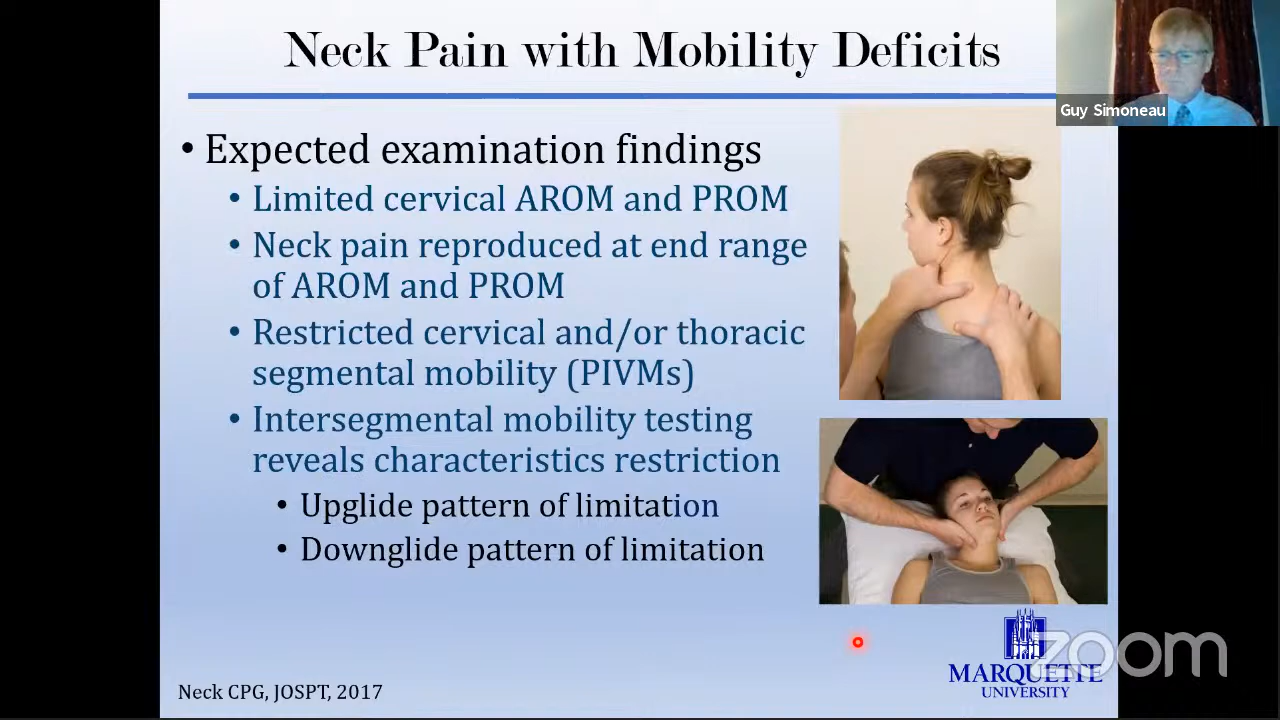 Neck Pain with Mobility Deficits
Guy Simoneau
• Expected examination findings
• Limited cervical AROM and PROM
• Neck pain reproduced at end range
of AROM and PROM
• Restricted cervical and/or thoracic
segmental mobility (PIVMs)
• Intersegmental mobility testing
reveals characteristics restriction
• Upglide pattern of limitation
• Downglide pattern of limitation
zoom
MARQUETTE
UNIVERSITY
Neck CPG, JOSPT, 2017